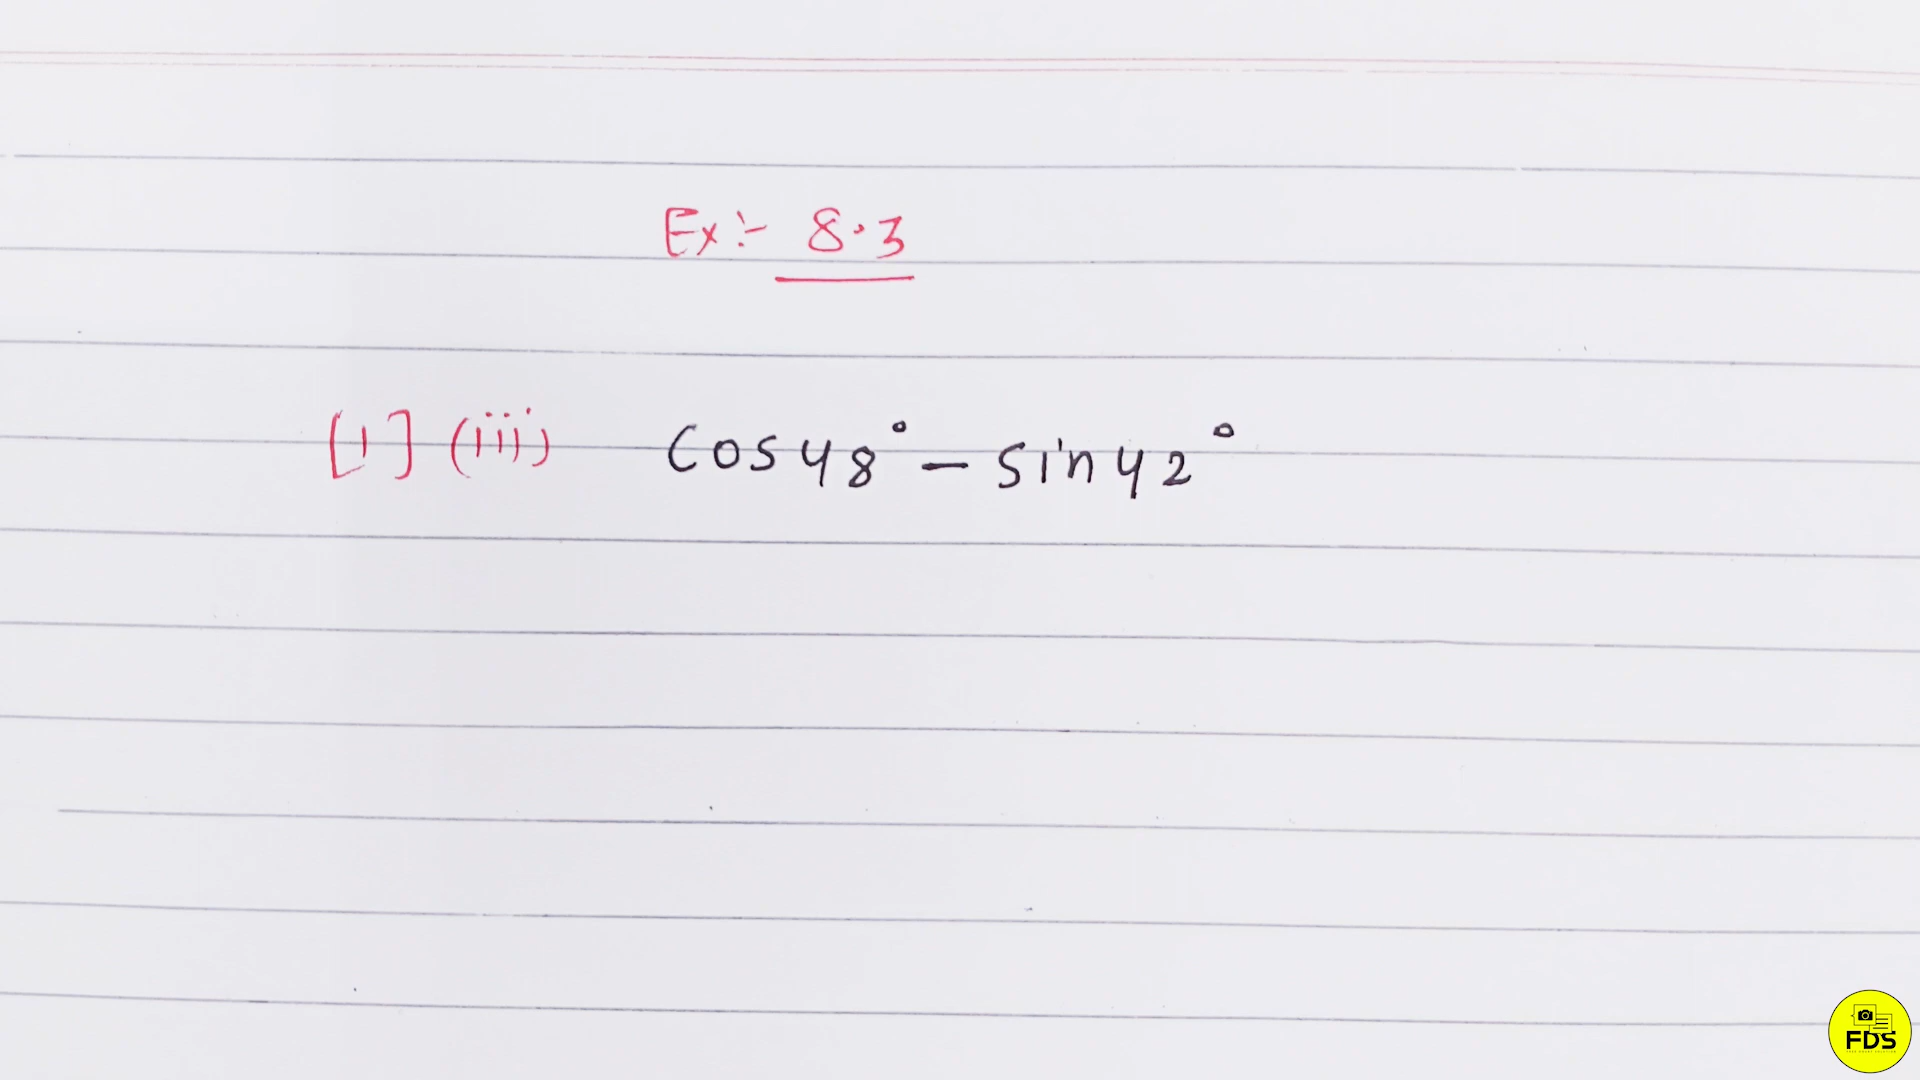 Ex:- 8.3
[1] (iii) Cos48° - Sin42°
FDS